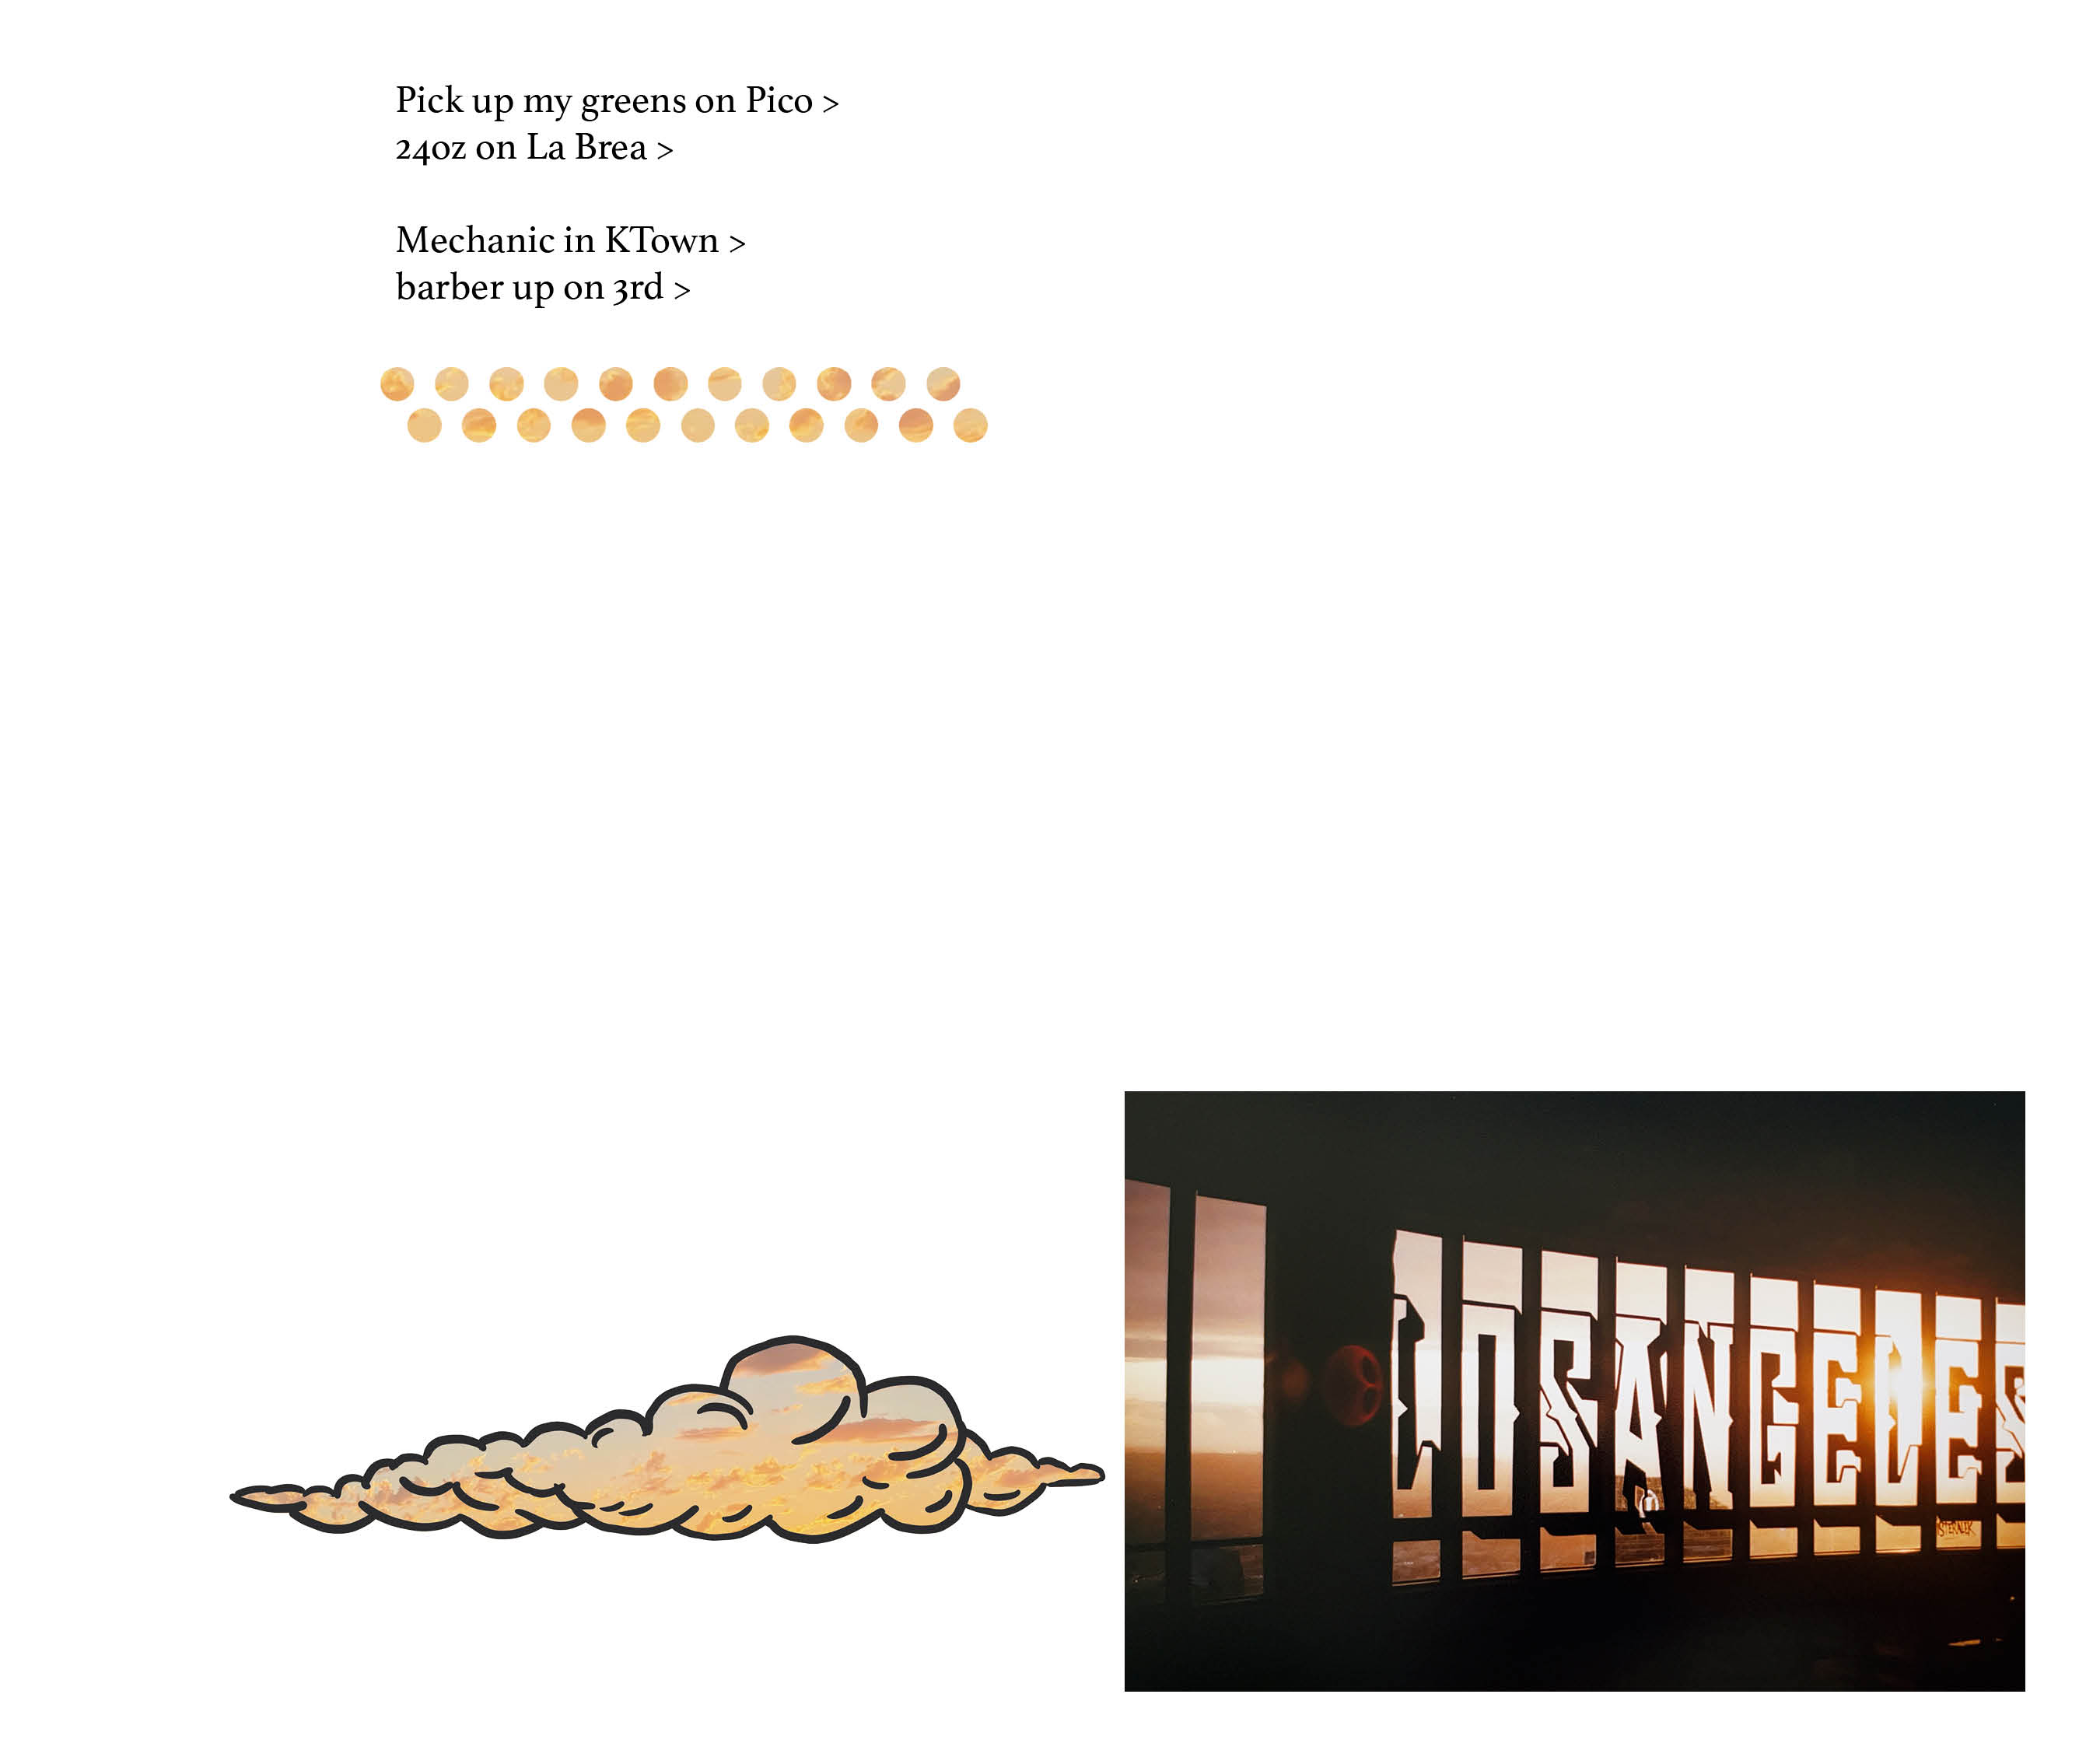 Pick up my greens on Pico >
24oz on La Brea >
Mechanic in KTown >
barber up on 3rd >
LOS ANGELES